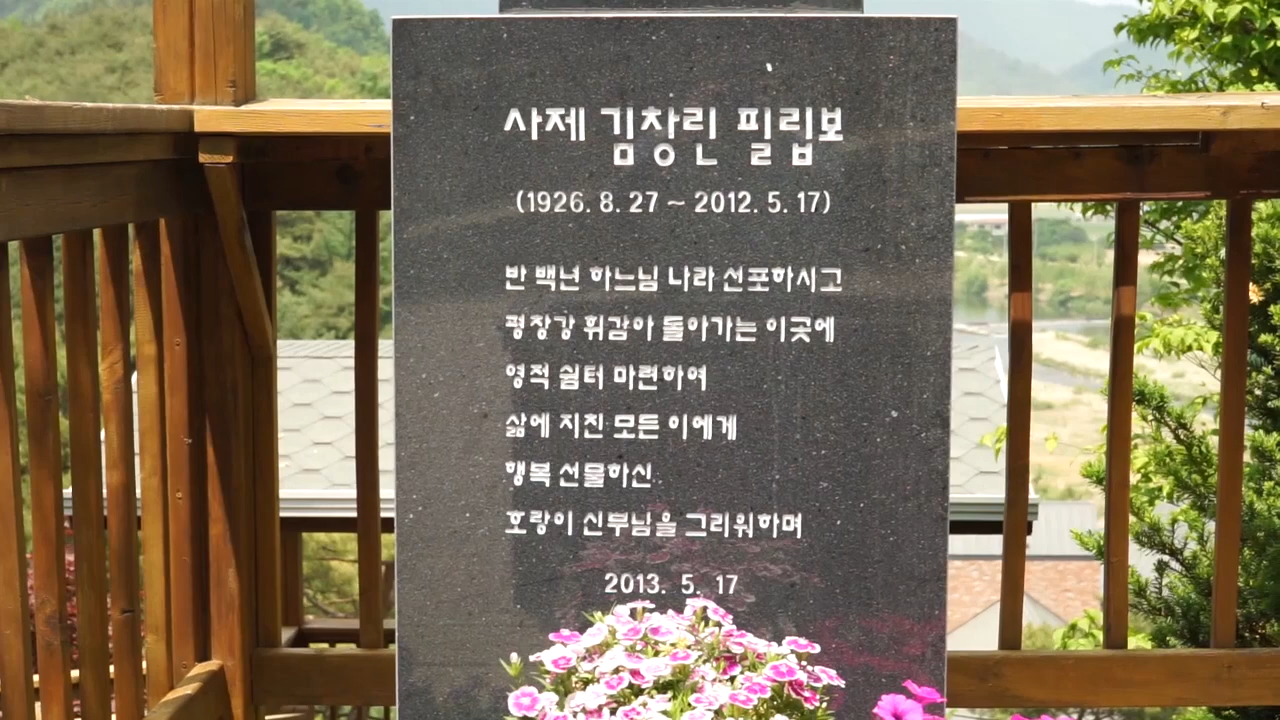 사제 김창린 필립보
(1926. 8. 27 ~ 2012. 5. 17)
반 백년 하느님 나라 선포하시고
평창강 휘감아 돌아가는 이곳에
영적 쉼터 마련하여
삶에 지친 모든 이에게
행복 선물하신
호랑이 신부님을 그리워하며
2013. 5. 17